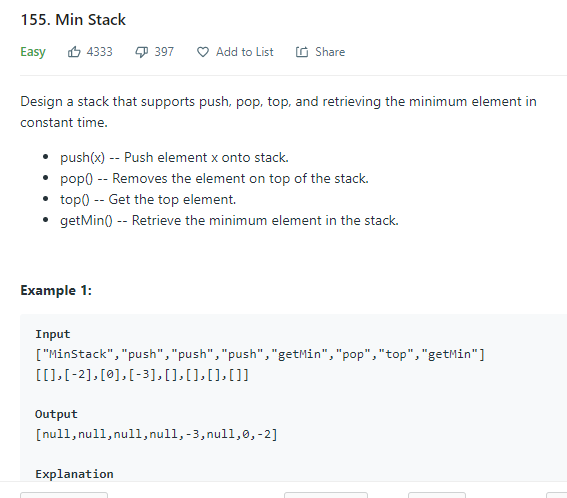 155. Min Stack
Easy 4333 397 Add to List Share
Design a stack that supports push, pop, top, and retrieving the minimum element in
constant time.
• push(x) -- Push element x onto stack.
• pop() -- Removes the element on top of the stack.
• top() -- Get the top element.
• getMin() -- Retrieve the minimum element in the stack.
Example 1:
Input
["MinStack","push","push","push","getMin","pop","top","getMin"]
[[],[-2],[0],[-3],[],[],[],[]]
Output
[null,null,null,null,-3,null,0,-2]
Explanation